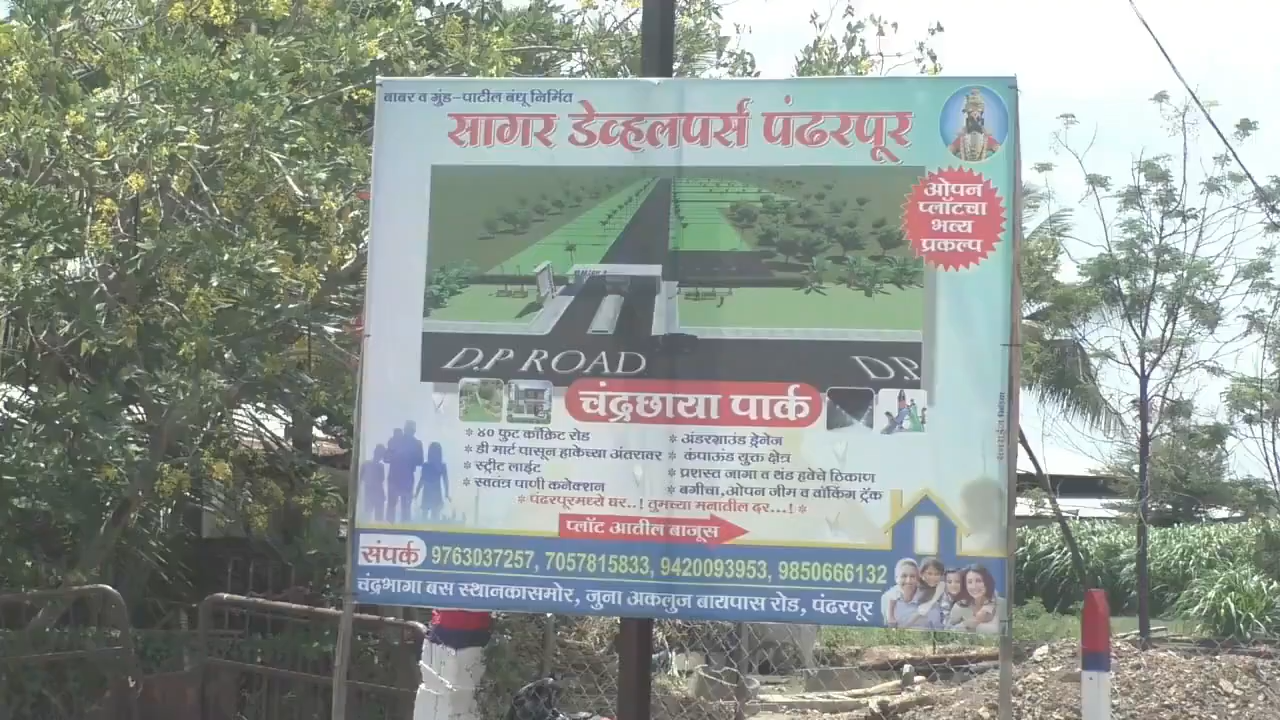 बाबर व मुंड-पाटील बंधू निर्मित
सागर डेव्हलपर्स पंढरपूर
ओपन
प्लॉटचा
भव्य
प्रकल्प
D.P ROAD
D.P
चंद्रछाया पार्क
* ४० फुट काँक्रिट रोड
* डी मार्ट पासून हाकेच्या अंतरावर
* स्ट्रीट लाईट
* स्वतंत्र पाणी कनेक्शन
* अंडरग्राउंड ड्रेनेज
* कंपाऊंड युक्त क्षेत्र
* प्रशस्त जागा व थंड हवेचे ठिकाण
* बगीचा,ओपन जीम व वॉकिंग ट्रॅक
* पंढरपूरमध्ये घर..! तुमच्या मनातील दर...! *
प्लॉट आतील बाजूस
संपर्क 9763037257, 7057815833, 9420093953, 9850666132
चंद्रभागा बस स्थानकासमोर, जुना अकलुज बायपास रोड, पंढरपूर